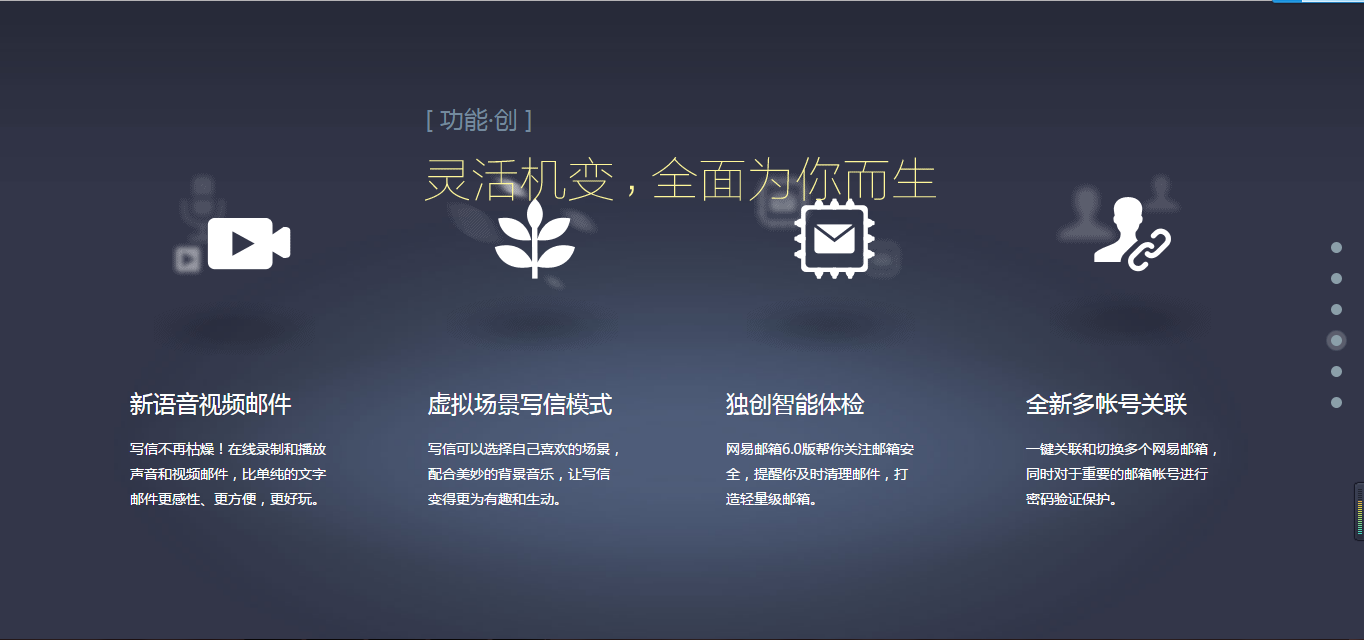 [ 功能·创 ]
灵活机变，全面为你而生
新语音视频邮件
写信不再枯燥！在线录制和播放
声音和视频邮件，比单纯的文字
邮件更感性、更方便，更好玩。
虚拟场景写信模式
写信可以选择自己喜欢的场景，
配合美妙的背景音乐，让写信
变得更为有趣和生动。
独创智能体检
网易邮箱6.0版帮你关注邮箱安
全，提醒你及时清理邮件，打
造轻量级邮箱。
全新多帐号关联
一键关联和切换多个网易邮箱，
同时对于重要的邮箱帐号进行
密码验证保护。